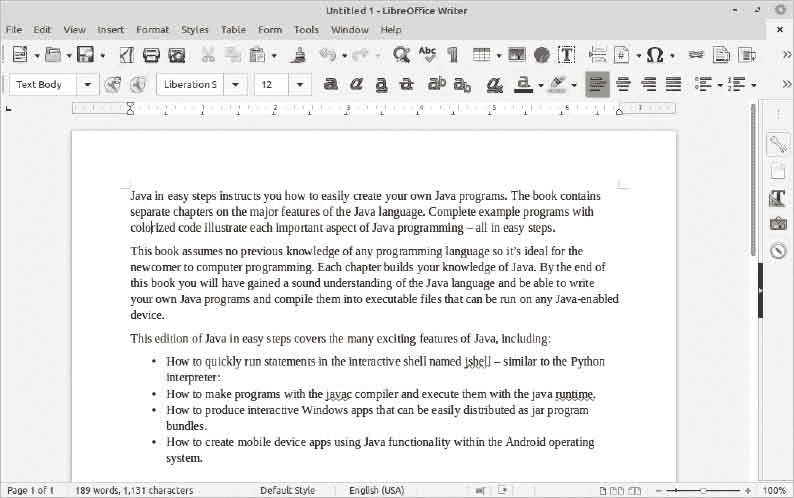 Untitled 1 - LibreOffice Writer
File Edit View Insert Format Styles Table Form Tools Window Help
Text Body Liberation S 12
1 1 2 3 4 5 6 7
Java in easy steps instructs you how to easily create your own Java programs. The book contains
separate chapters on the major features of the Java language. Complete example programs with
colorized code illustrate each important aspect of Java programming – all in easy steps.
This book assumes no previous knowledge of any programming language so it's ideal for the
newcomer to computer programming. Each chapter builds your knowledge of Java. By the end of
this book you will have gained a sound understanding of the Java language and be able to write
your own Java programs and compile them into executable files that can be run on any Java-enabled
device.
This edition of Java in easy steps covers the many exciting features of Java, including:
• How to quickly run statements in the interactive shell named jshell – similar to the Python
interpreter:
• How to make programs with the javac compiler and execute them with the java runtime.
• How to produce interactive Windows apps that can be easily distributed as jar program
bundles.
• How to create mobile device apps using Java functionality within the Android operating
system.
Page 1 of 1 189 words, 1,131 characters Default Style English (USA) 100%